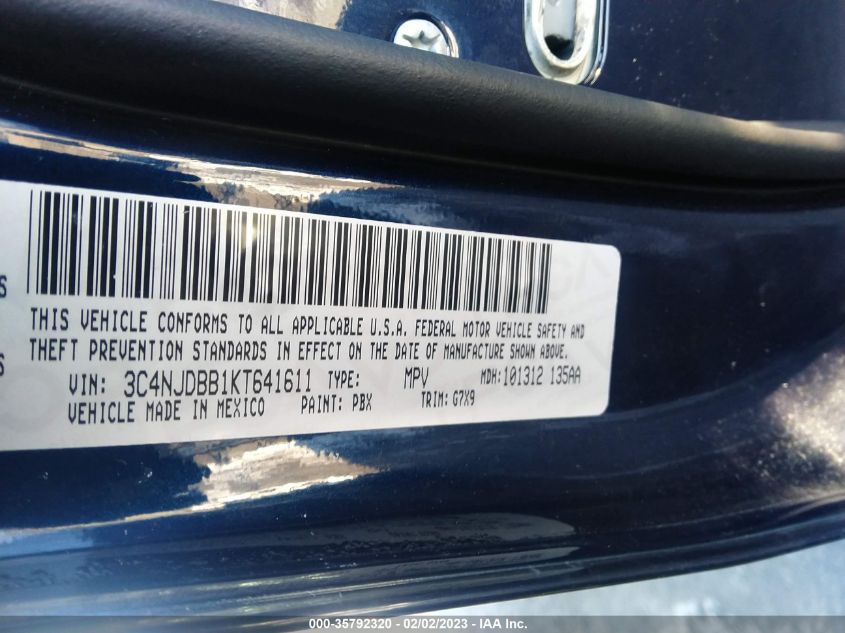 THIS VEHICLE CONFORMS TO ALL APPLICABLE U.S.A. FEDERAL MOTOR VEHICLE SAFETY AND
THEFT PREVENTION STANDARDS IN EFFECT ON THE DATE OF MANUFACTURE SHOWN ABOVE.
VIN: 3C4NJDBB1KT641611 TYPE: MPV MDH:101312 135AA
VEHICLE MADE IN MEXICO PAINT: PBX TRIM: G7X9
000-35792320 - 02/02/2023 - IAA Inc.